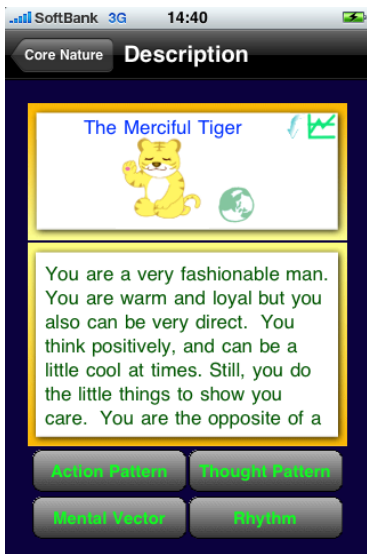 SoftBank 3G 14:40
Core Nature Description
The Merciful Tiger
You are a very fashionable man.
You are warm and loyal but you
also can be very direct. You
think positively, and can be a
little cool at times. Still, you do
the little things to show you
care. You are the opposite of a
Action Pattern Thought Pattern
Mental Vector Rhythm